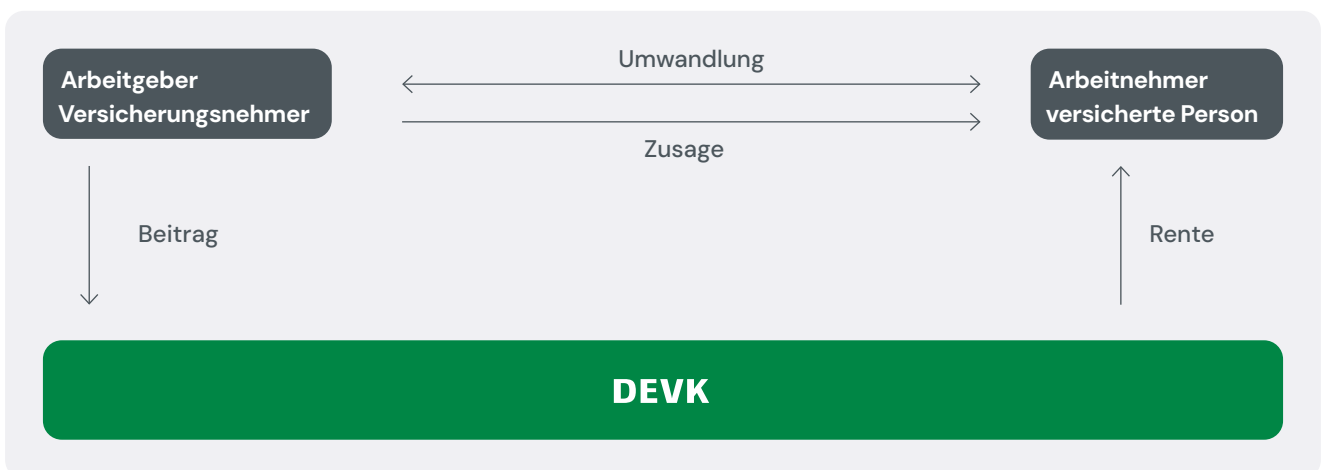 Arbeitgeber
Versicherungsnehmer
Umwandlung
Zusage
Arbeitnehmer
versicherte Person
Beitrag
Rente
DEVK